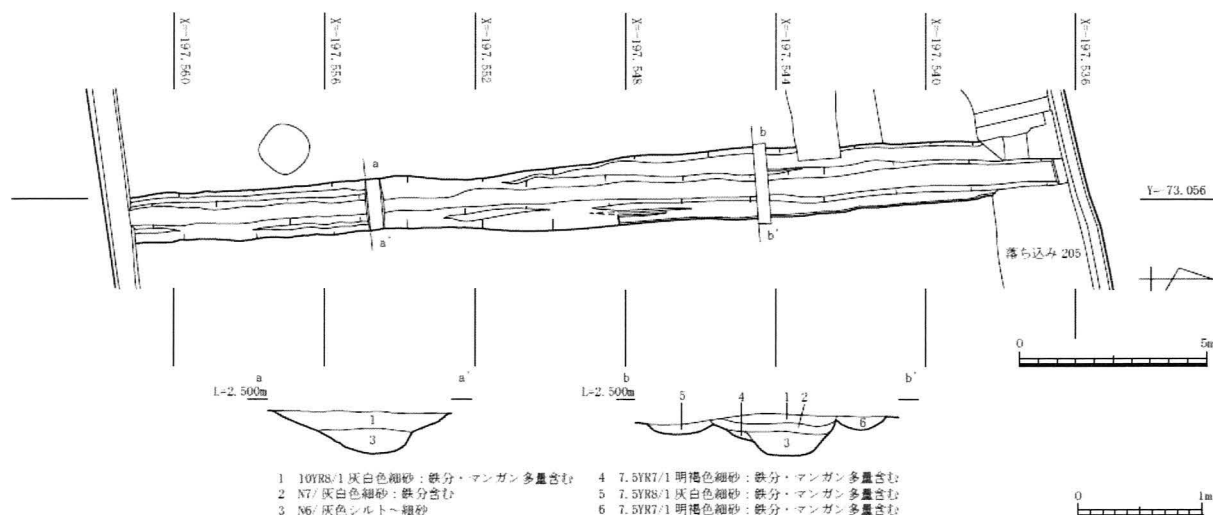 X=-197.560
X=-197.556
X=-197.552
X=-197.548
X=-197.544
X=-197.540
X=-197.536
a
b
Y=-73.056
a'
b'
落ち込み 205
0 5m
a a'
L=2.500m
1
3
b b'
L=2.500m
5 4 1 2
3
6
1 10YR8/1 灰白色細砂：鉄分・マンガン多量含む
2 N7/ 灰白色細砂：鉄分含む
3 N6/ 灰色シルト～細砂
4 7.5YR7/1 明褐色細砂：鉄分・マンガン多量含む
5 7.5YR8/1 灰白色細砂：鉄分・マンガン多量含む
6 7.5YR7/1 明褐色細砂：鉄分・マンガン多量含む
0 1m